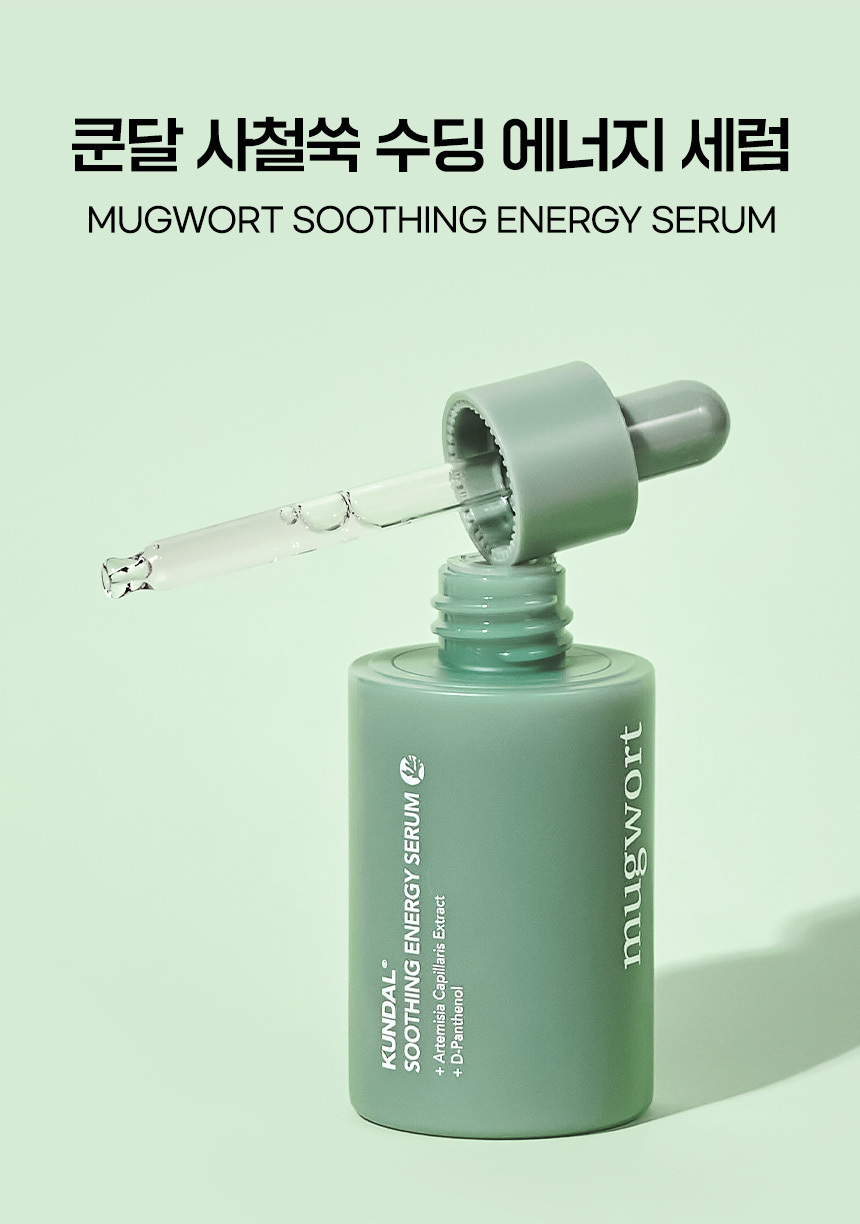 쿤달 사철쑥 수딩 에너지 세럼
MUGWORT SOOTHING ENERGY SERUM
KUNDAL®
SOOTHING ENERGY SERUM
+ Artemisia Capillaris Extract
+ D-Panthenol
mugwort